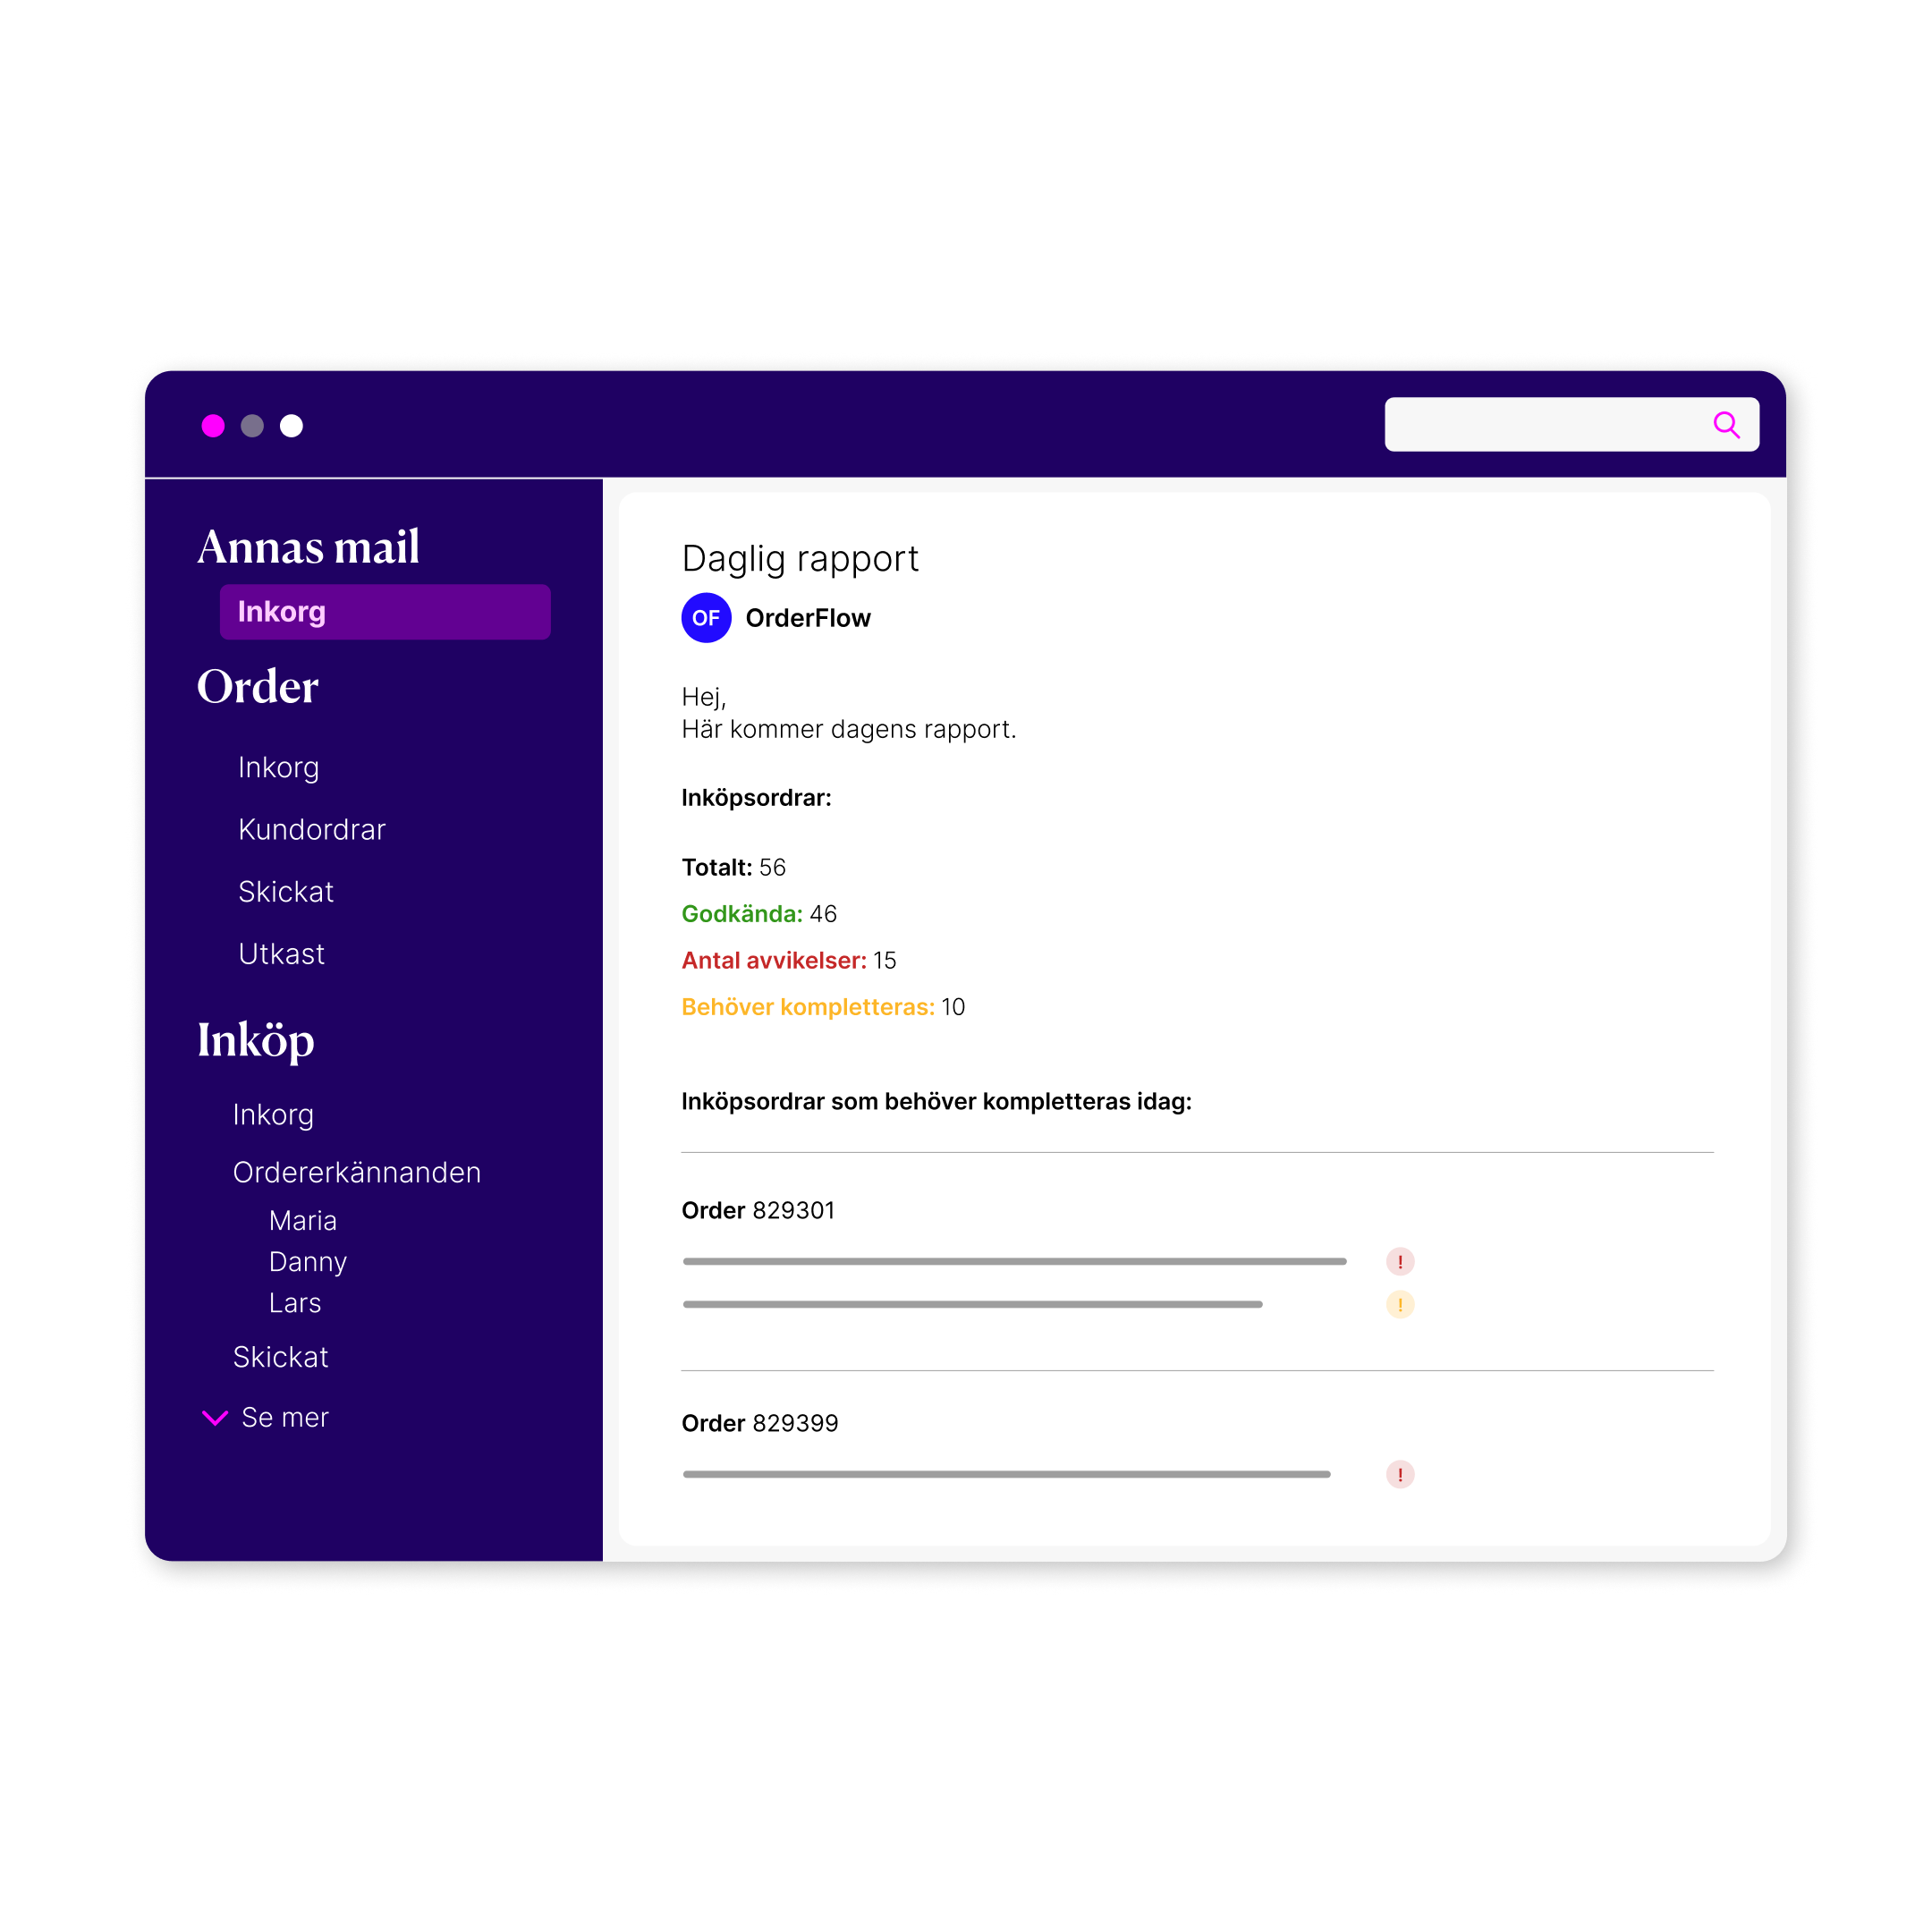 Annas mail
Inkorg
Order
Inkorg
Kundordrar
Skickat
Utkast
Inköp
Inkorg
Ordererkännanden
Maria
Danny
Lars
Skickat
Se mer
Daglig rapport
OF OrderFlow
Hej,
Här kommer dagens rapport.
Inköpsordrar:
Totalt: 56
Godkända: 46
Antal avvikelser: 15
Behöver kompletteras: 10
Inköpsordrar som behöver kompletteras idag:
Order 829301
!
!
Order 829399
!